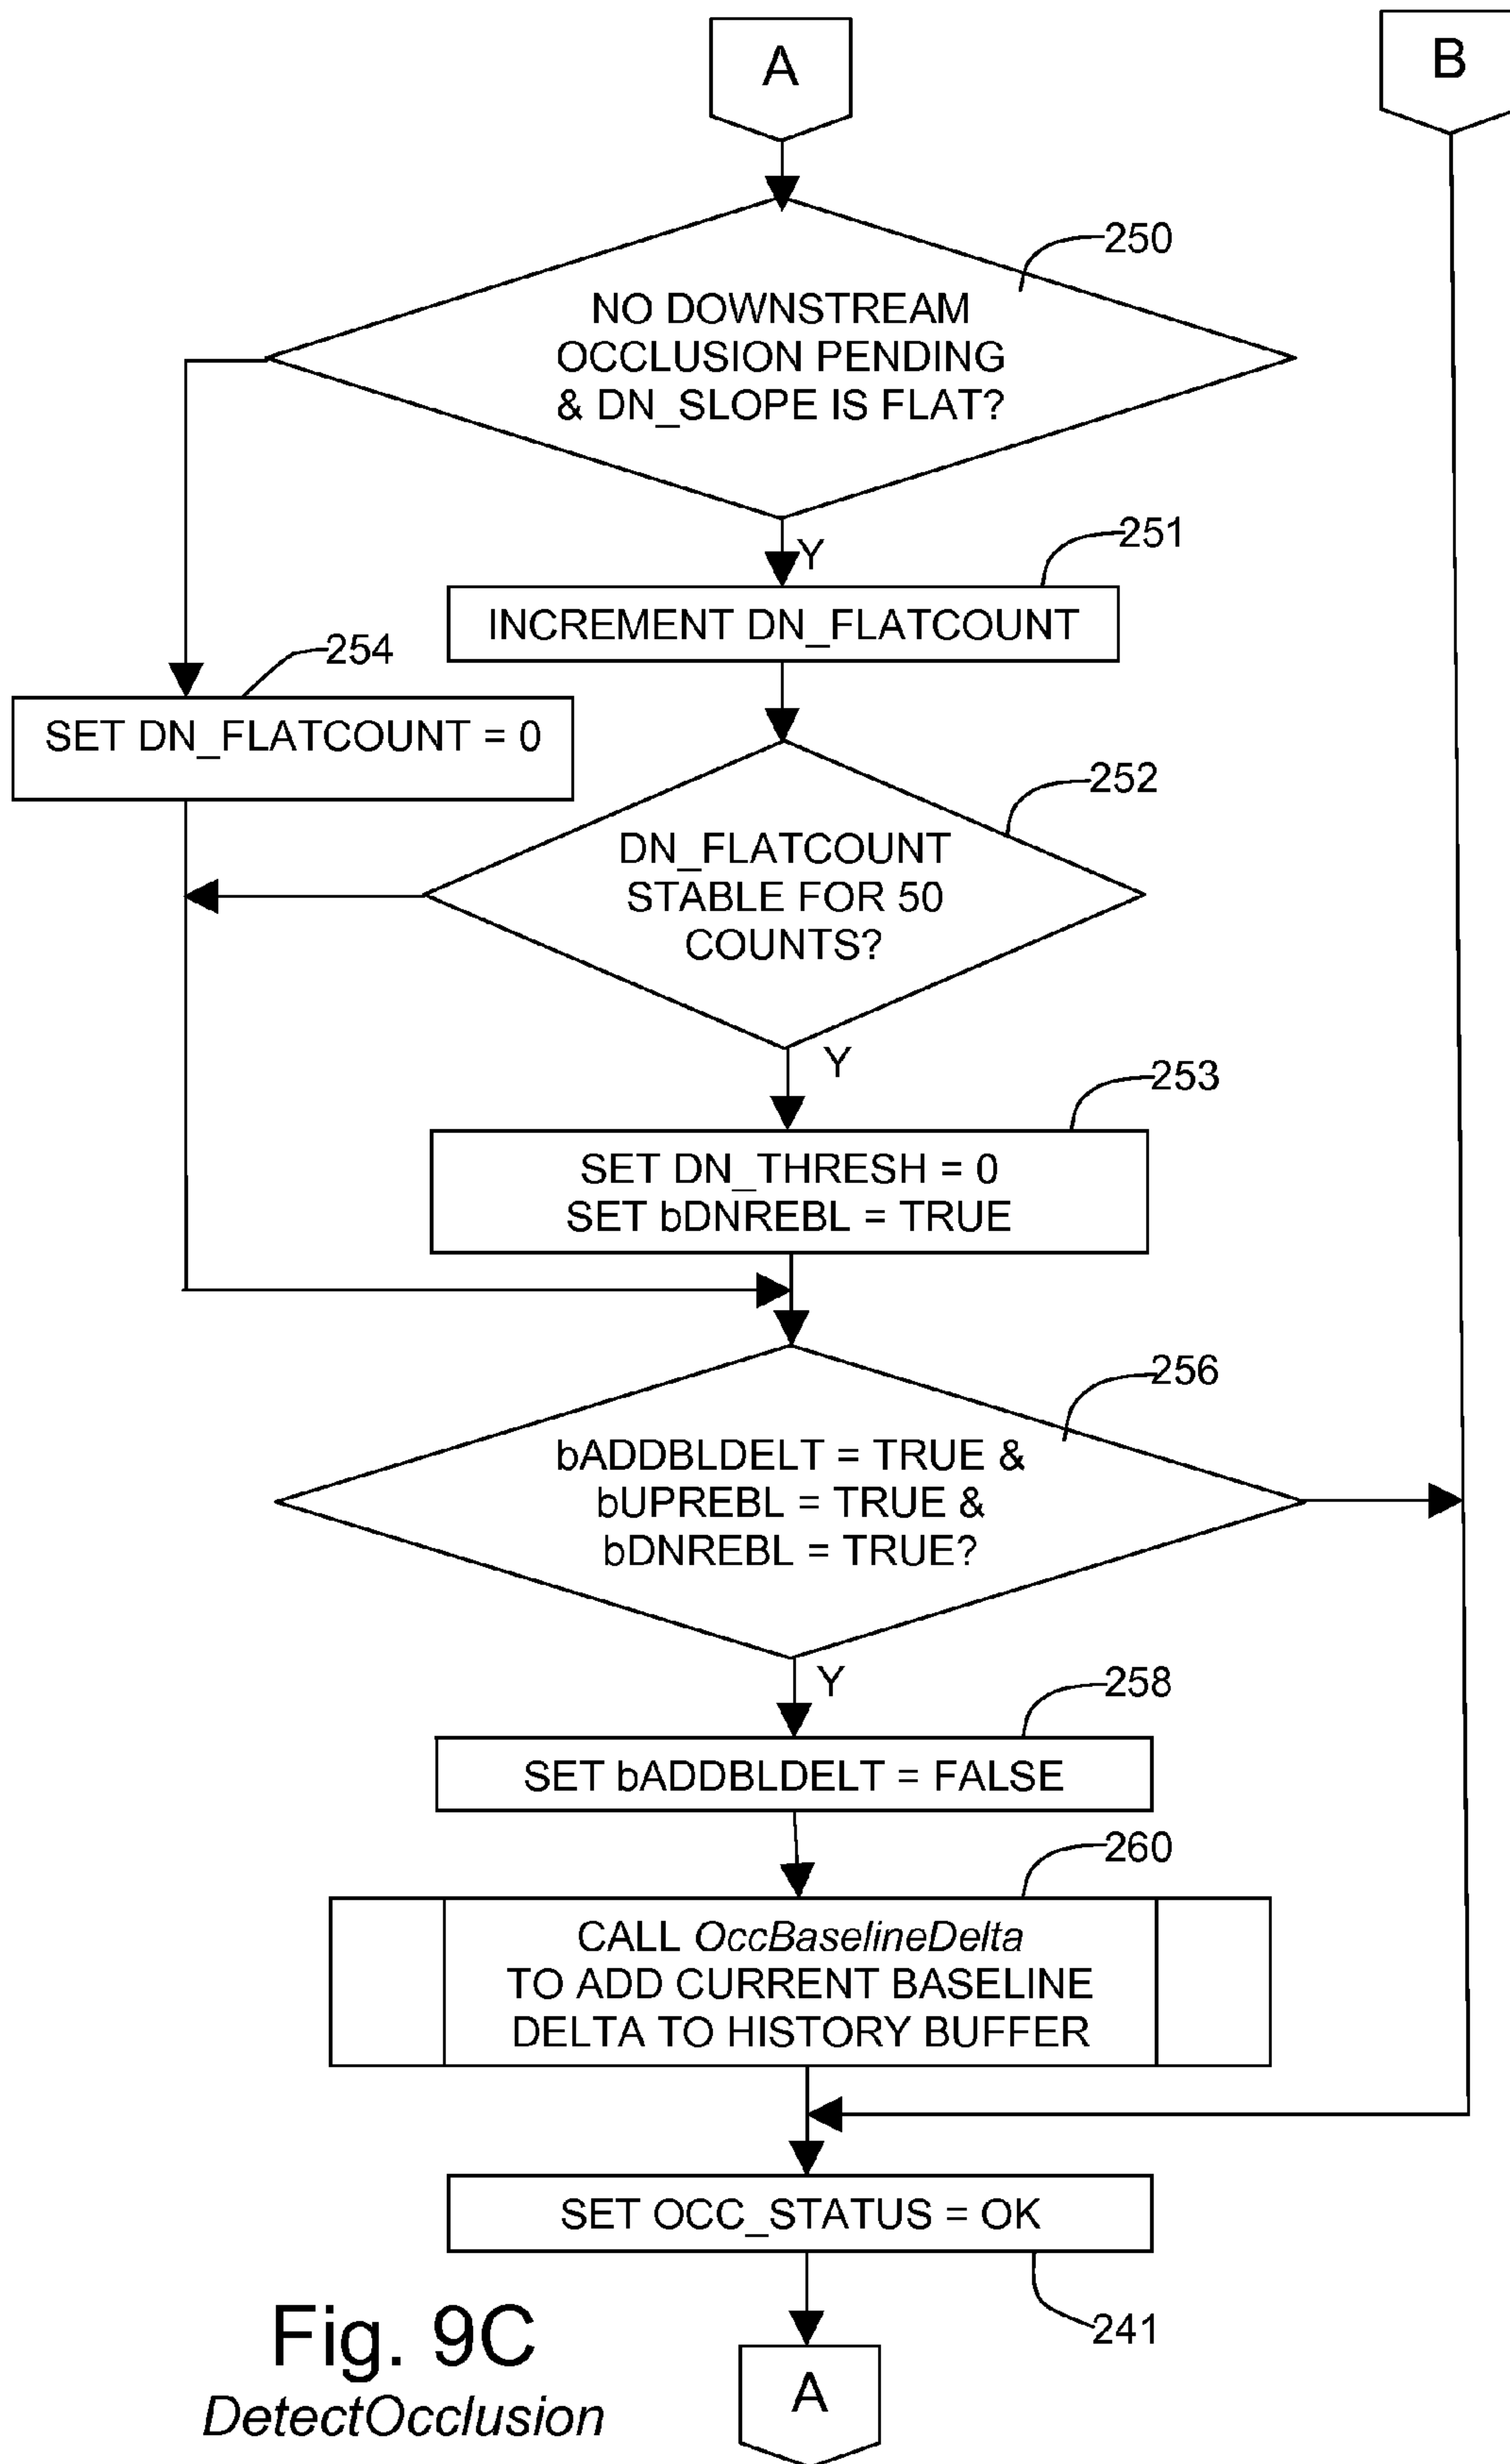 A
B
250
NO DOWNSTREAM
OCCLUSION PENDING
& DN_SLOPE IS FLAT?
Y
251
INCREMENT DN_FLATCOUNT
254
SET DN_FLATCOUNT = 0
252
DN_FLATCOUNT
STABLE FOR 50
COUNTS?
Y
253
SET DN_THRESH = 0
SET bDNREBL = TRUE
256
bADDBLDELT = TRUE &
bUPREBL = TRUE &
bDNREBL = TRUE?
Y
258
SET bADDBLDELT = FALSE
260
CALL OccBaselineDelta
TO ADD CURRENT BASELINE
DELTA TO HISTORY BUFFER
SET OCC_STATUS = OK
241
A
Fig. 9C
DetectOcclusion